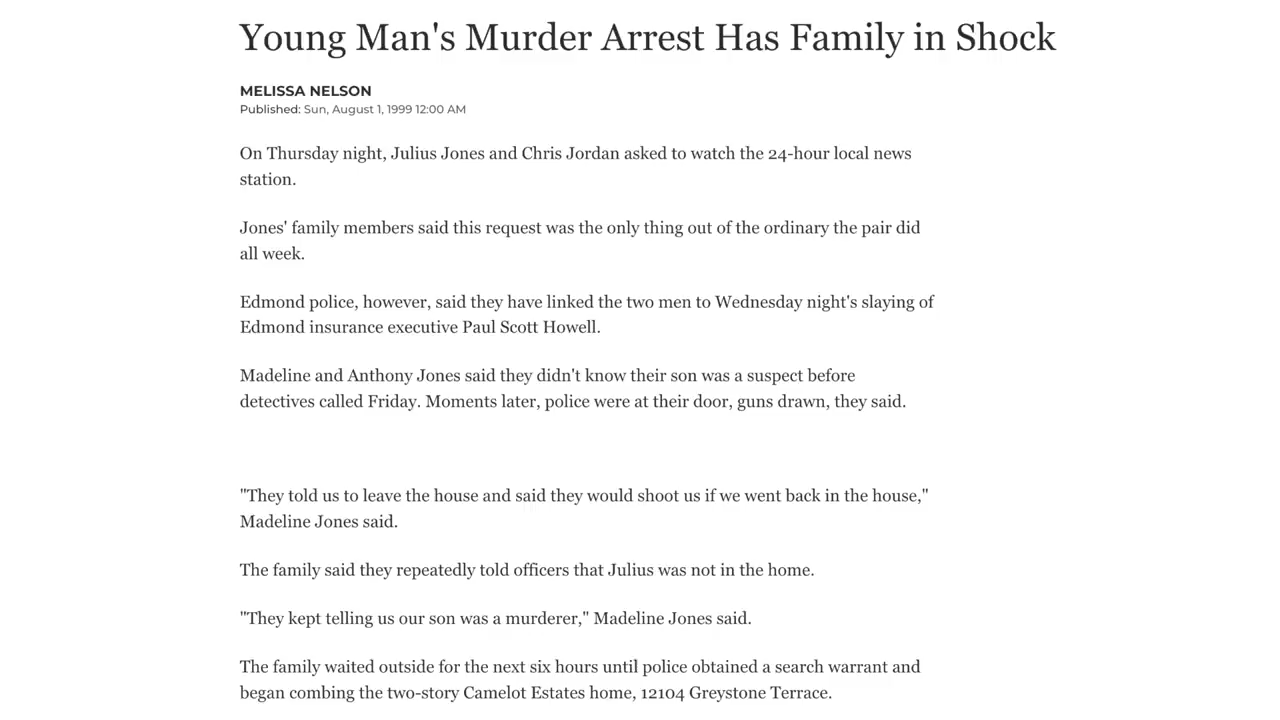 Young Man's Murder Arrest Has Family in Shock
MELISSA NELSON
Published: Sun, August 1, 1999 12:00 AM
On Thursday night, Julius Jones and Chris Jordan asked to watch the 24-hour local news
station.
Jones' family members said this request was the only thing out of the ordinary the pair did
all week.
Edmond police, however, said they have linked the two men to Wednesday night's slaying of
Edmond insurance executive Paul Scott Howell.
Madeline and Anthony Jones said they didn't know their son was a suspect before
detectives called Friday. Moments later, police were at their door, guns drawn, they said.
"They told us to leave the house and said they would shoot us if we went back in the house,"
Madeline Jones said.
The family said they repeatedly told officers that Julius was not in the home.
"They kept telling us our son was a murderer," Madeline Jones said.
The family waited outside for the next six hours until police obtained a search warrant and
began combing the two-story Camelot Estates home, 12104 Greystone Terrace.